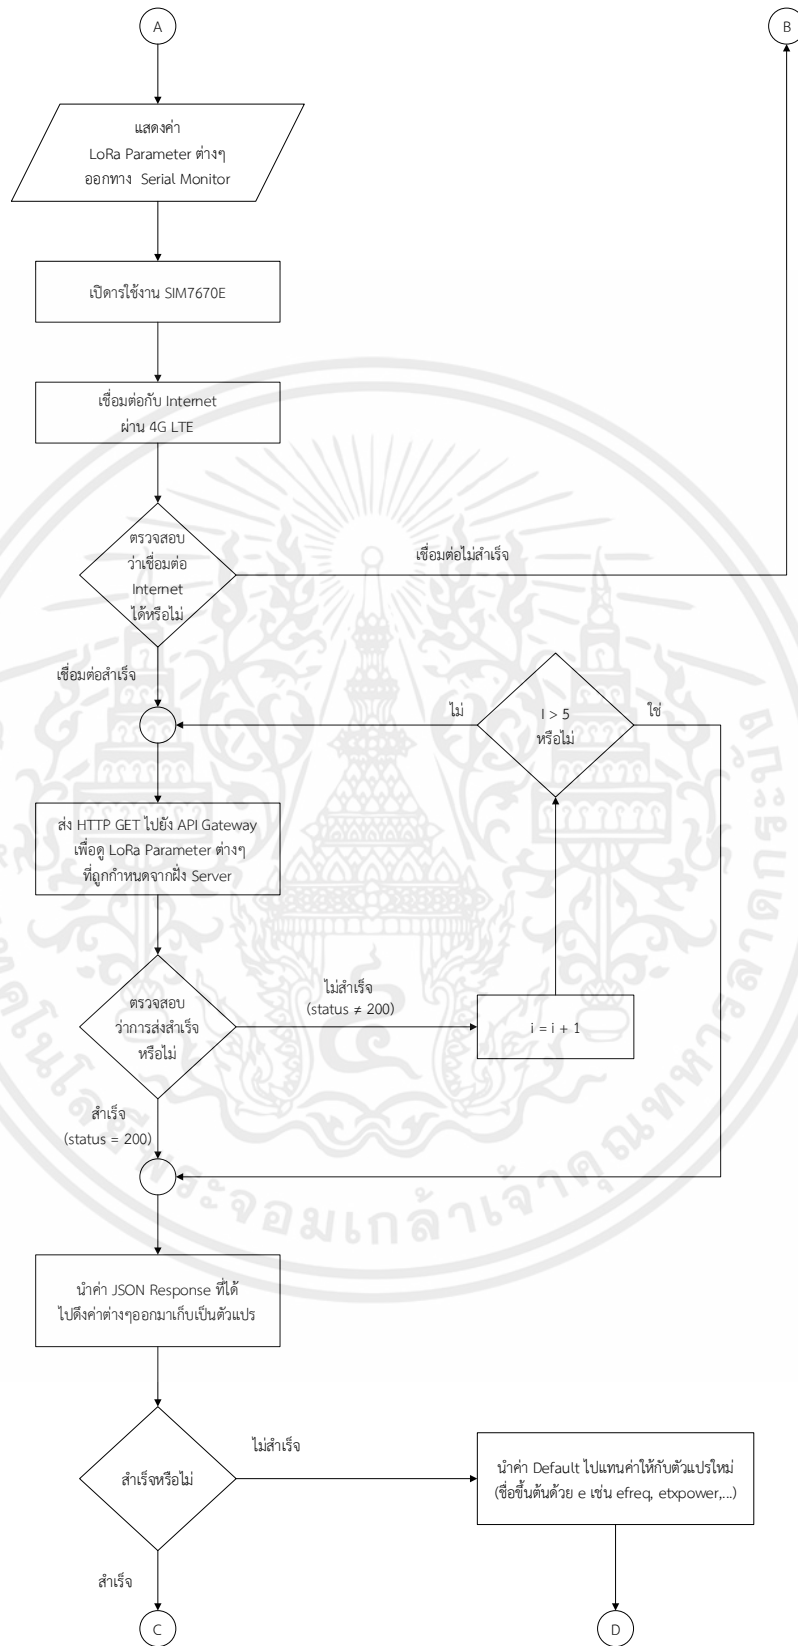 A
B
แสดงค่า
LoRa Parameter ต่างๆ
ออกทาง Serial Monitor
เปิดารใช้งาน SIM7670E
เชื่อมต่อกับ Internet
ผ่าน 4G LTE
ตรวจสอบ
ว่าเชื่อมต่อ
Internet
ได้หรือไม่
เชื่อมต่อไม่สำเร็จ
เชื่อมต่อสำเร็จ
I > 5
หรือไม่
ไม่
ใช่
ส่ง HTTP GET ไปยัง API Gateway
เพื่อดู LoRa Parameter ต่างๆ
ที่ถูกกำหนดจากฝั่ง Server
ตรวจสอบ
ว่าการส่งสำเร็จ
หรือไม่
ไม่สำเร็จ
(status ≠ 200)
i = i + 1
สำเร็จ
(status = 200)
นำค่า JSON Response ที่ได้
ไปดึงค่าต่างๆออกมาเก็บเป็นตัวแปร
สำเร็จหรือไม่
ไม่สำเร็จ
นำค่า Default ไปแทนค่าให้กับตัวแปรใหม่
(ชื่อขึ้นต้นด้วย e เช่น efreq, etxpower,...)
สำเร็จ
C
D